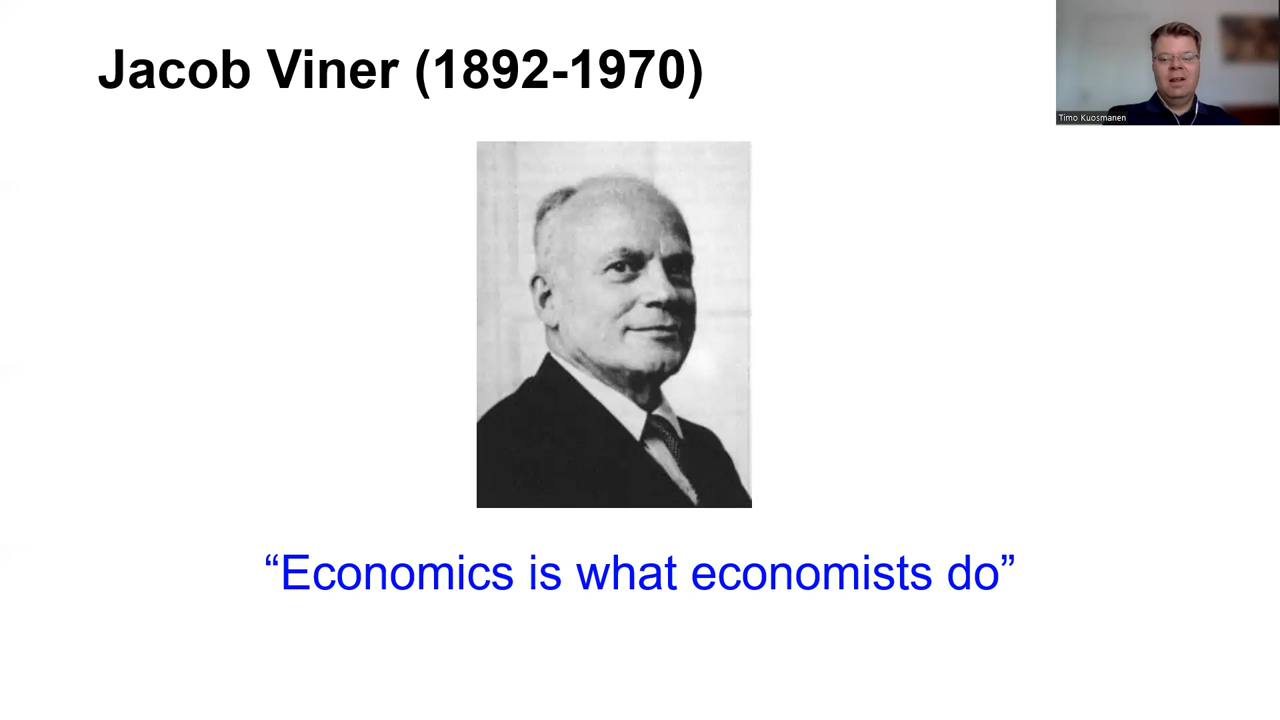 Jacob Viner (1892-1970)
Timo Kuosmanen
“Economics is what economists do”